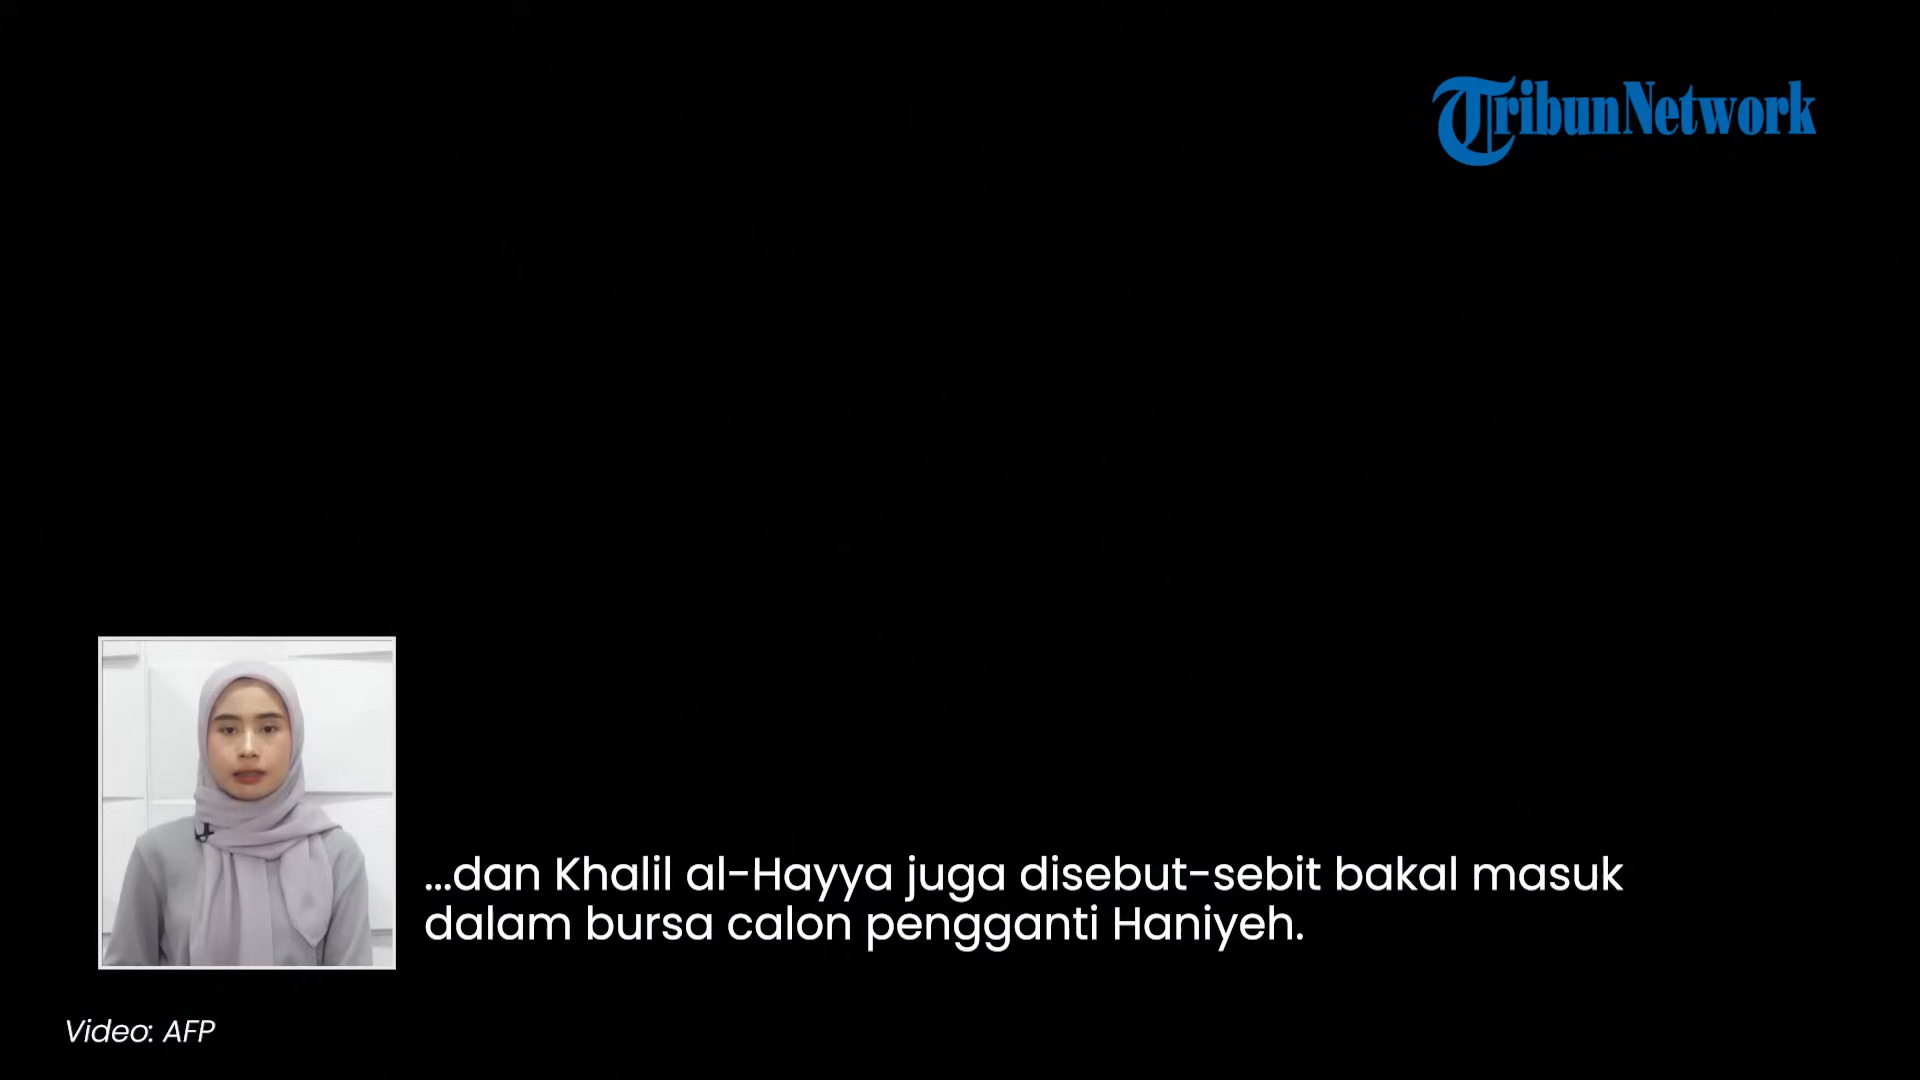 TribunNetwork
...dan Khalil al-Hayya juga disebut-sebit bakal masuk
dalam bursa calon pengganti Haniyeh.
Video: AFP